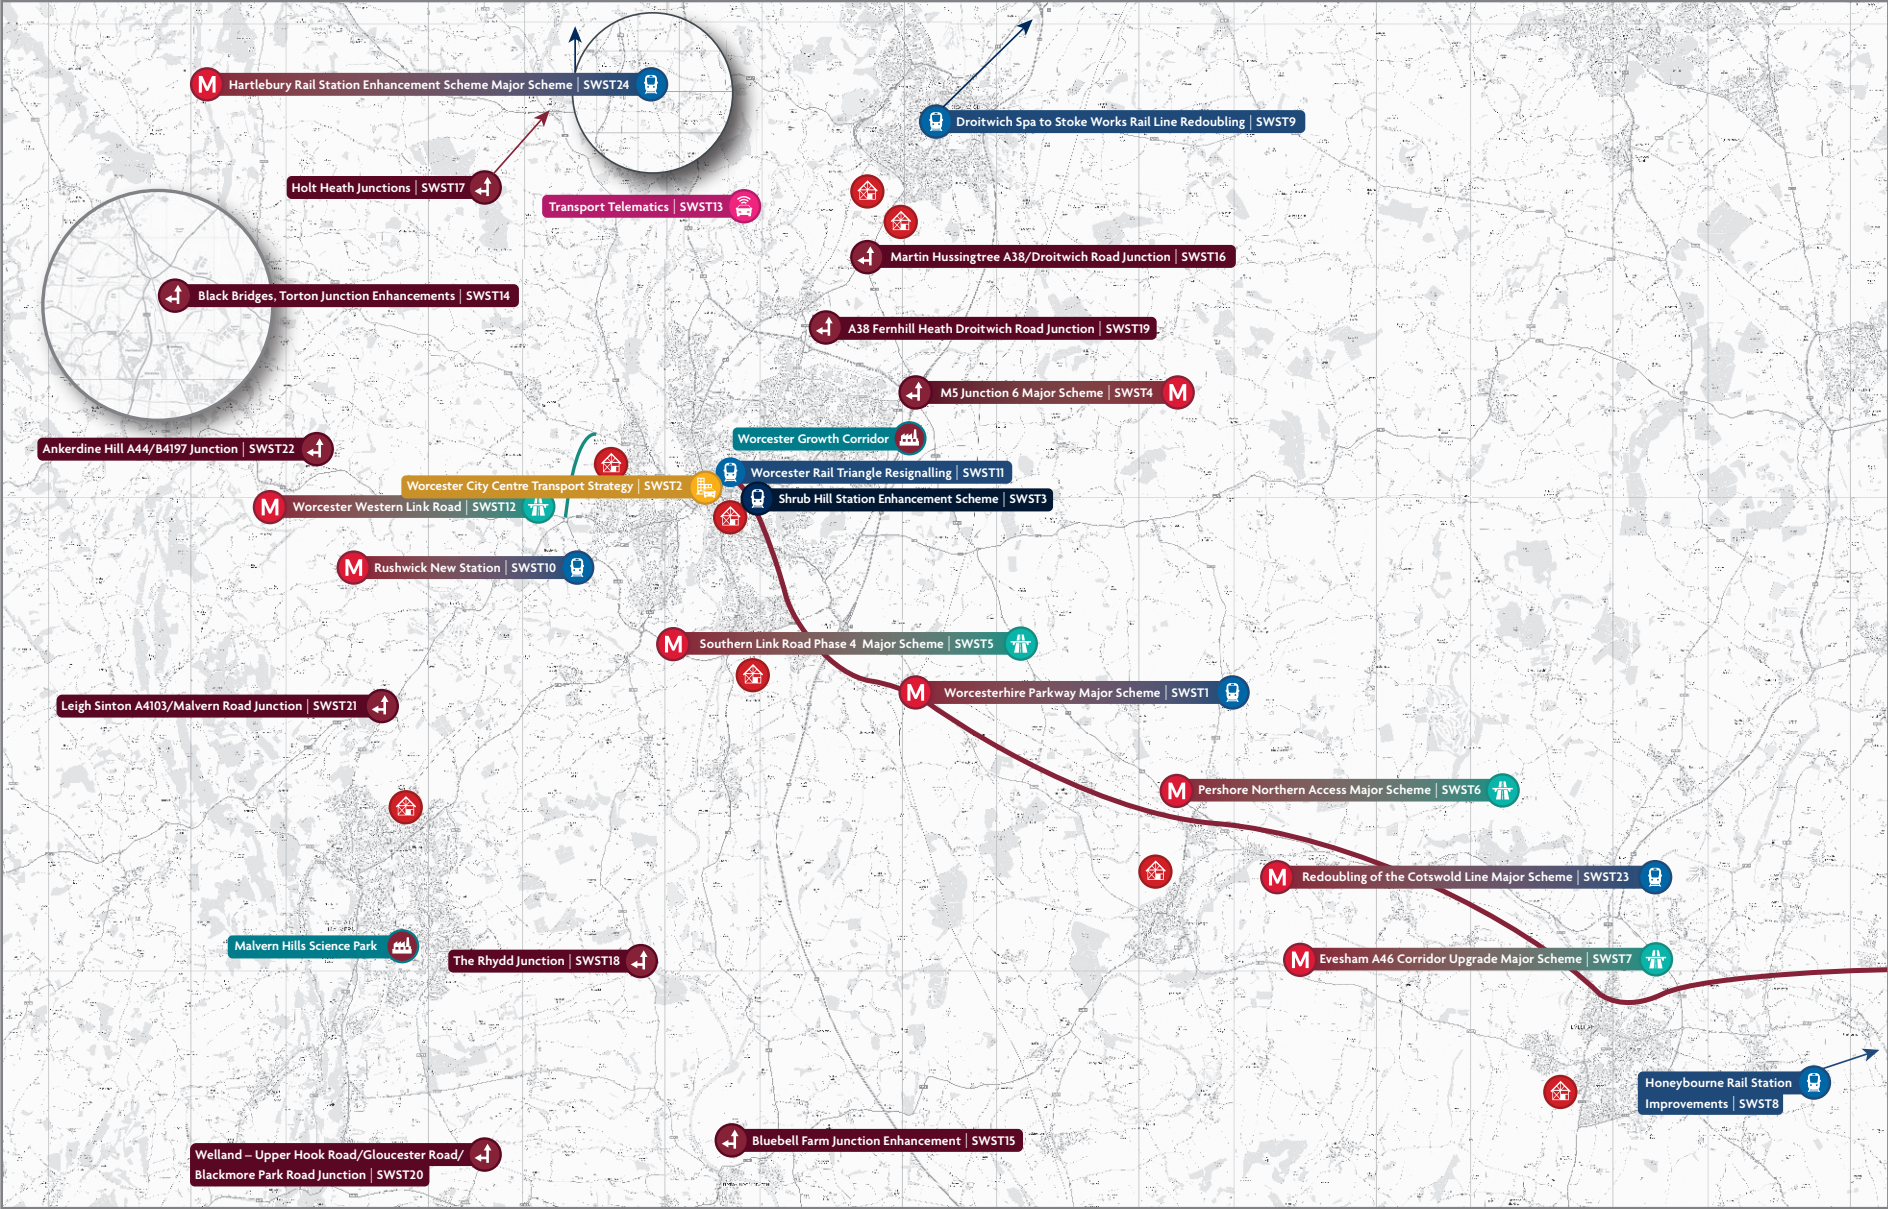 M Hartlebury Rail Station Enhancement Scheme Major Scheme | SWST24
Droitwich Spa to Stoke Works Rail Line Redoubling | SWST9
Holt Heath Junctions | SWST17
Transport Telematics | SWST13
Martin Hussingtree A38/Droitwich Road Junction | SWST16
Black Bridges, Torton Junction Enhancements | SWST14
A38 Fernhill Heath Droitwich Road Junction | SWST19
M5 Junction 6 Major Scheme | SWST4 M
Worcester Growth Corridor
Ankerdine Hill A44/B4197 Junction | SWST22
Worcester Rail Triangle Resignalling | SWST11
Worcester City Centre Transport Strategy | SWST2
Shrub Hill Station Enhancement Scheme | SWST3
M Worcester Western Link Road | SWST12
M Rushwick New Station | SWST10
M Southern Link Road Phase 4 Major Scheme | SWST5
M Worcesterhire Parkway Major Scheme | SWST1
Leigh Sinton A4103/Malvern Road Junction | SWST21
M Pershore Northern Access Major Scheme | SWST6
M Redoubling of the Cotswold Line Major Scheme | SWST23
Malvern Hills Science Park
The Rhydd Junction | SWST18
M Evesham A46 Corridor Upgrade Major Scheme | SWST7
Honeybourne Rail Station
Improvements | SWST8
Bluebell Farm Junction Enhancement | SWST15
Welland – Upper Hook Road/Gloucester Road/
Blackmore Park Road Junction | SWST20